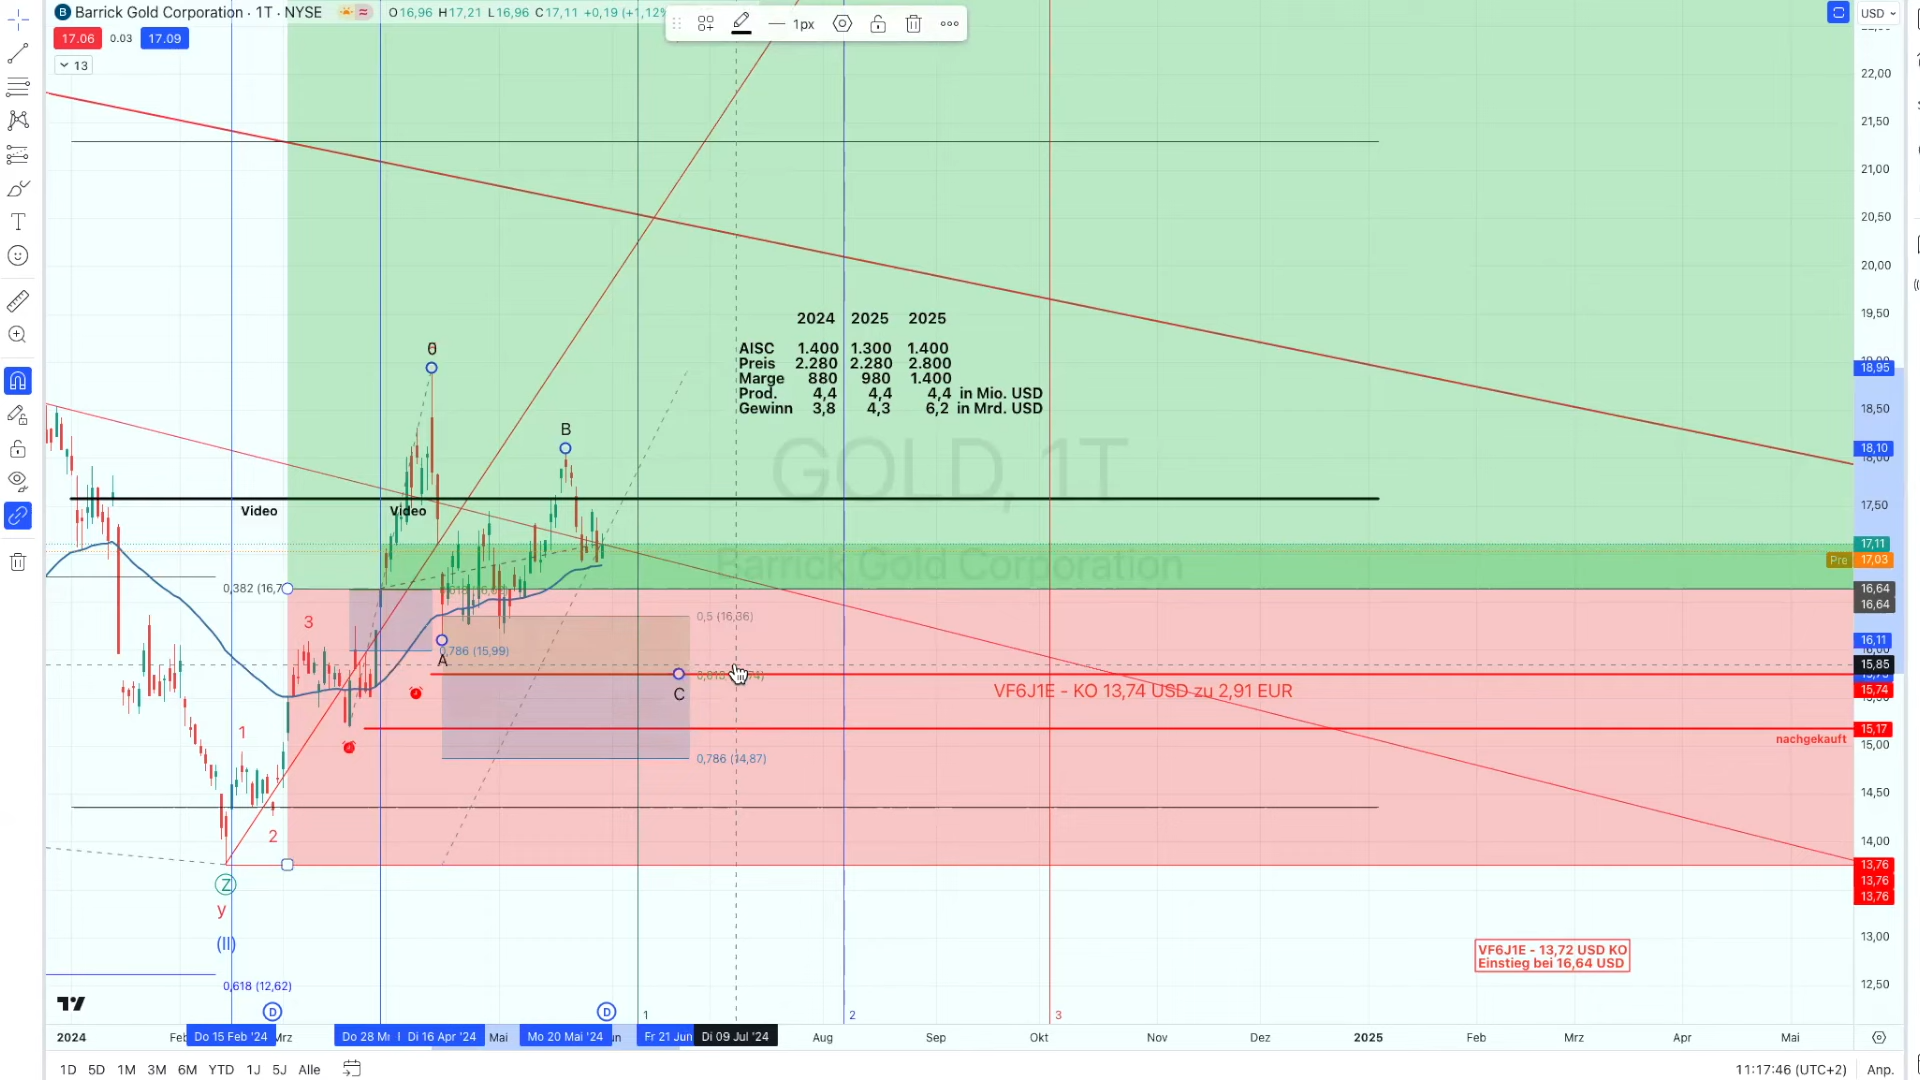 Barrick Gold Corporation · 1T · NYSE
O16,96 H17,21 L16,96 C17,11 +0,19 (+1,12%
17.06 0.03 17.09
13
1px
USD
22,00
21,50
21,00
20,50
20,00
19,50
18,95
18,50
18,10
17,50
17,11
Pre 17,03
16,64
16,64
16,11
15,85
15,74
15,17
15,00
14,50
14,00
13,76
13,76
13,76
13,00
12,50
2024 2025 2025
AISC 1.400 1.300 1.400
Preis 2.280 2.280 2.800
Marge 880 980 1.400
Prod. 4,4 4,4 4,4 in Mio. USD
Gewinn 3,8 4,3 6,2 in Mrd. USD
B
GOLD, 1T
Barrick Gold Corporation
Video
Video
0,382 (16,7
3
0,5 (16,36)
0,786 (15,99)
A
C
VF6J1E - KO 13,74 USD zu 2,91 EUR
nachgekauft
0,786 (14,87)
1
2
Z
y
(II)
0,618 (12,62)
VF6J1E - 13,72 USD KO
Einstieg bei 16,64 USD
D
D
1
2
3
2024
Do 15 Feb '24
Mrz
Di 16 Apr '24
Mai
Mo 20 Mai '24
Fr 21 Jun
Di 09 Jul '24
Aug
Sep
Okt
Nov
Dez
2025
Feb
Mrz
Apr
Mai
1D 5D 1M 3M 6M YTD 1J 5J Alle
11:17:46 (UTC+2)
Anp.